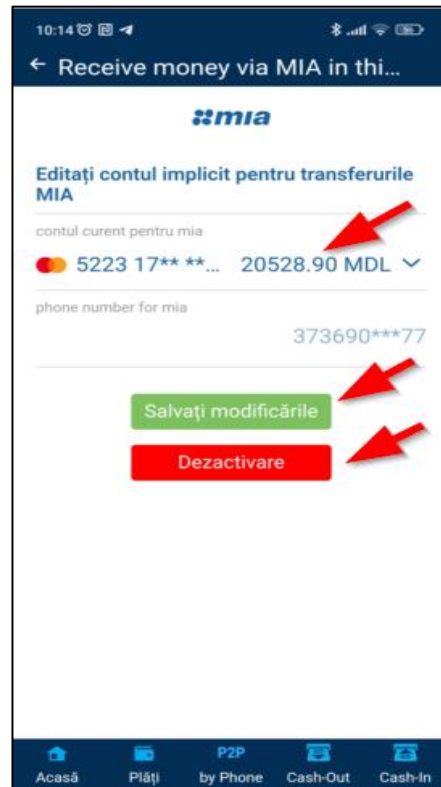 10:14
← Receive money via MIA in thi...
mia
Editați contul implicit pentru transferurile
MIA
contul curent pentru mia
5223 17** **... 20528.90 MDL
phone number for mia
373690***77
Salvați modificările
Dezactivare
Acasă
Plăți
P2P
by Phone
Cash-Out
Cash-In